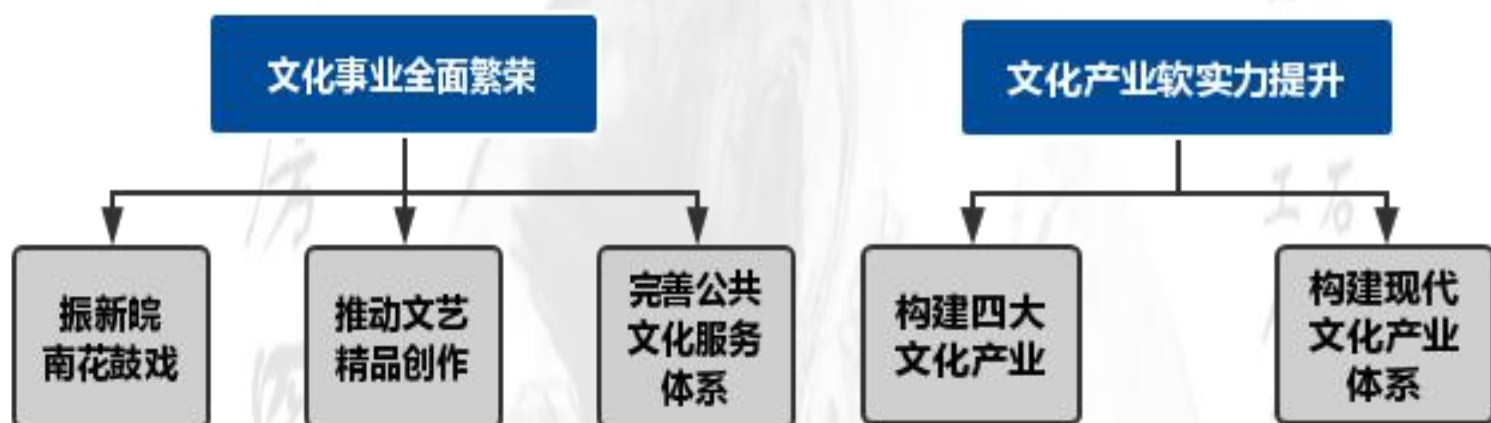 文化事业全面繁荣
文化产业软实力提升
振新皖
南花鼓戏
推动文艺
精品创作
完善公共
文化服务
体系
构建四大
文化产业
构建现代
文化产业
体系